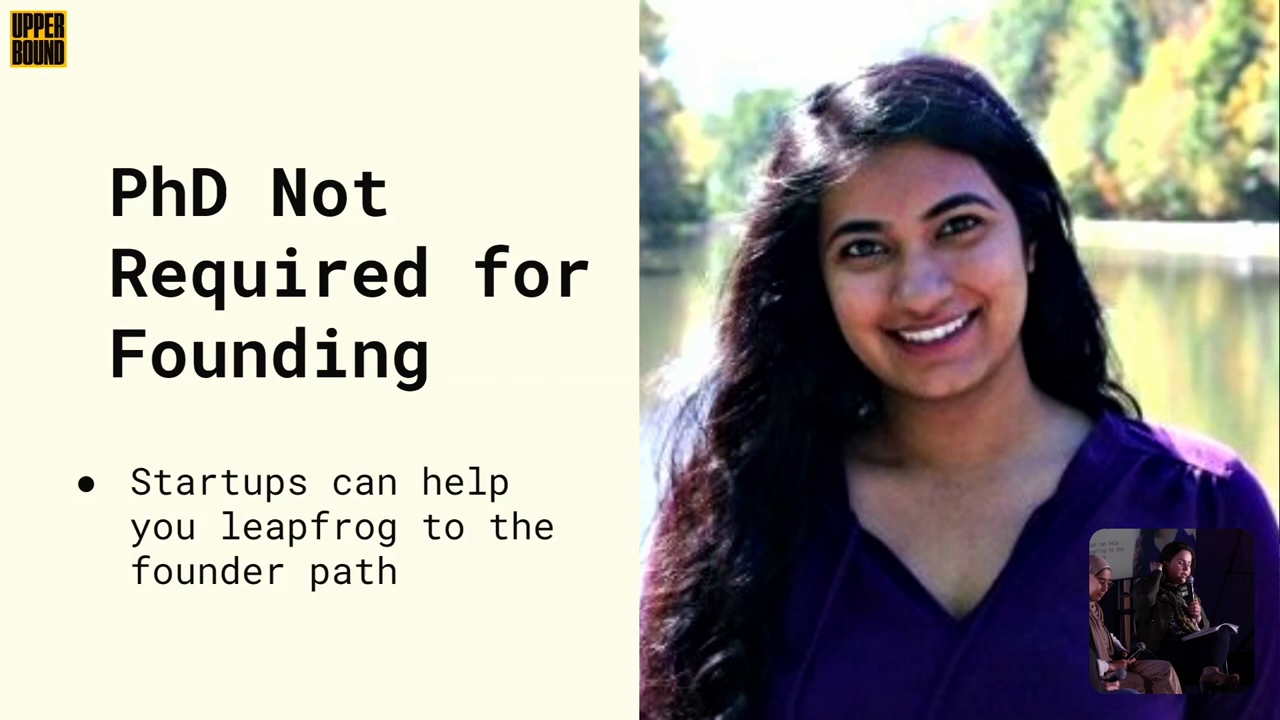 UPPER
BOUND
PhD Not
Required for
Founding
● Startups can help
you leapfrog to the
founder path